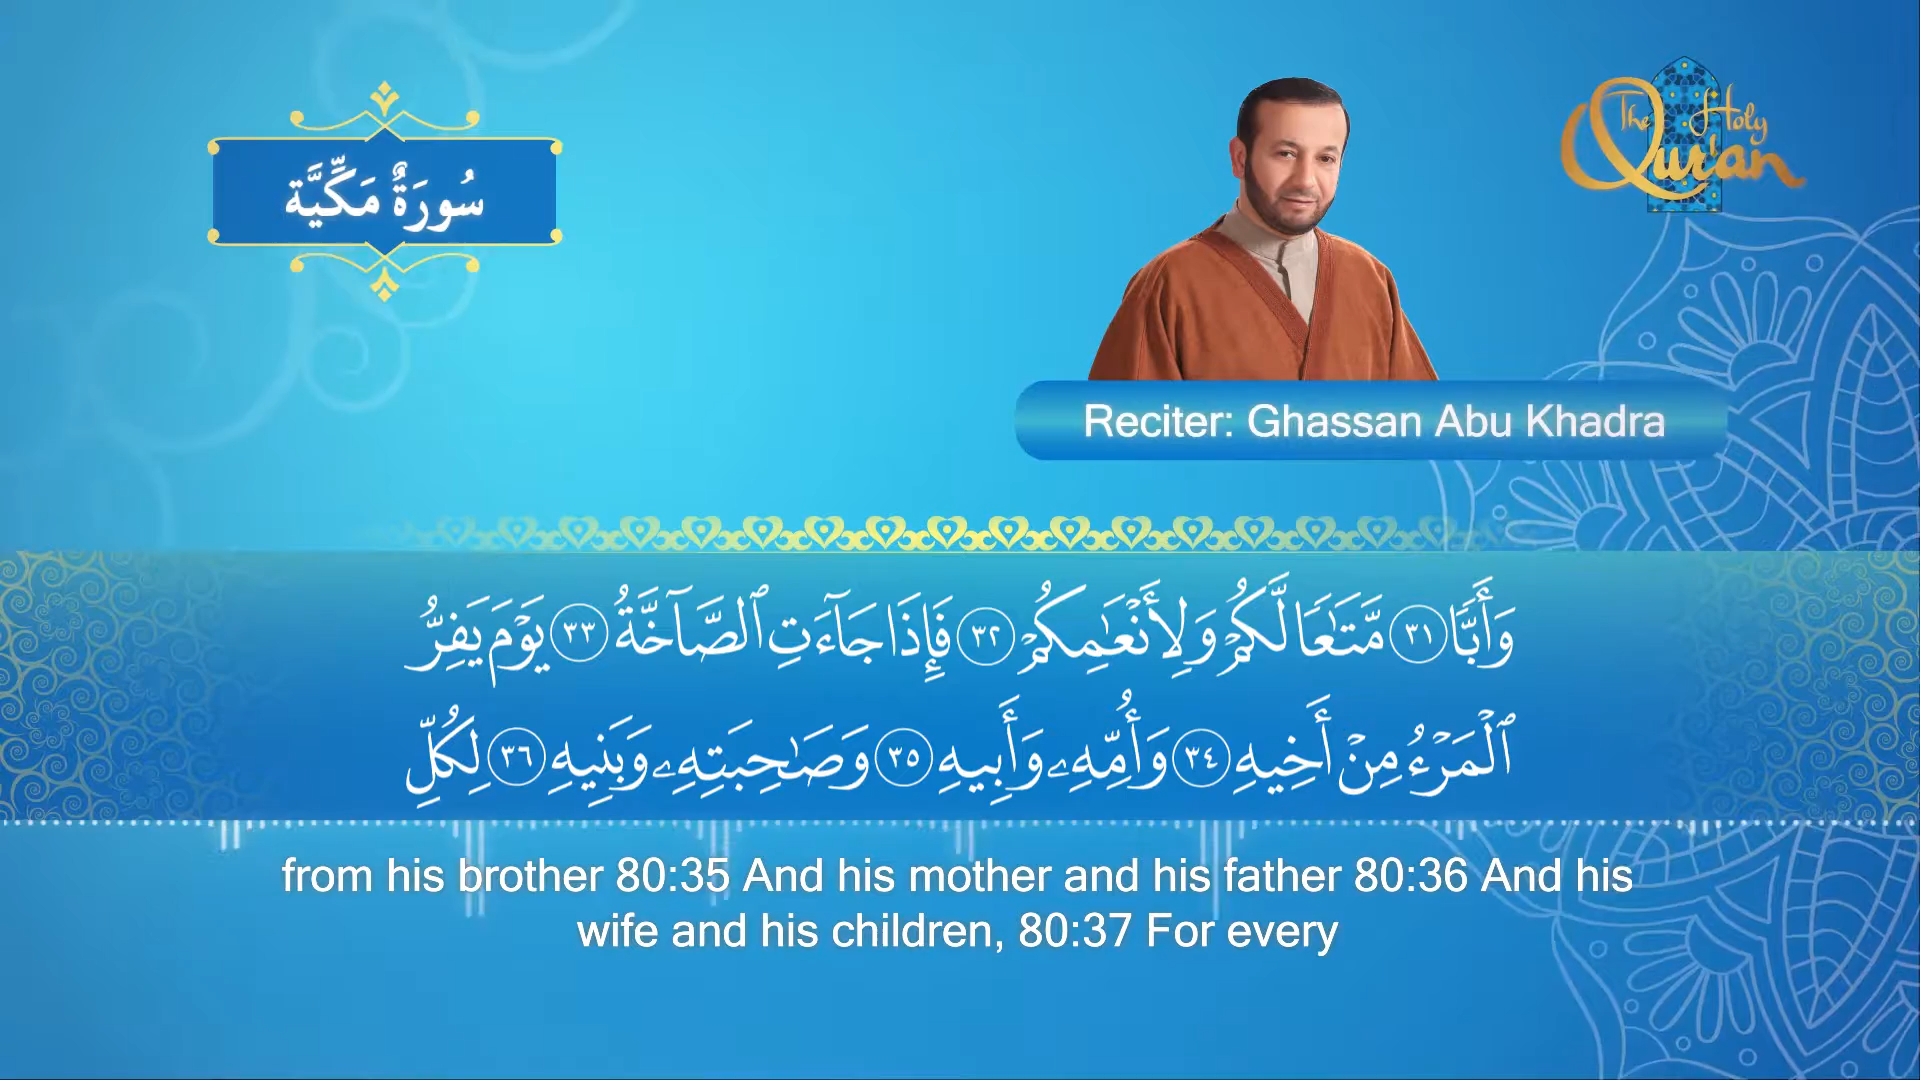 سُورَةٌ مَكِّيَّة
The Holy Qur'an
Reciter: Ghassan Abu Khadra
وَأَبًّا ٣١ مَّتَـٰعًا لَّكُمْ وَلِأَنْعَـٰمِكُمْ ٣٢ فَإِذَا جَآءَتِ ٱلصَّآخَّةُ ٣٣ يَوْمَ يَفِرُّ
ٱلْمَرْءُ مِنْ أَخِيهِ ٣٤ وَأُمِّهِۦ وَأَبِيهِ ٣٥ وَصَـٰحِبَتِهِۦ وَبَنِيهِ ٣٦ لِكُلِّ
from his brother 80:35 And his mother and his father 80:36 And his
wife and his children, 80:37 For every